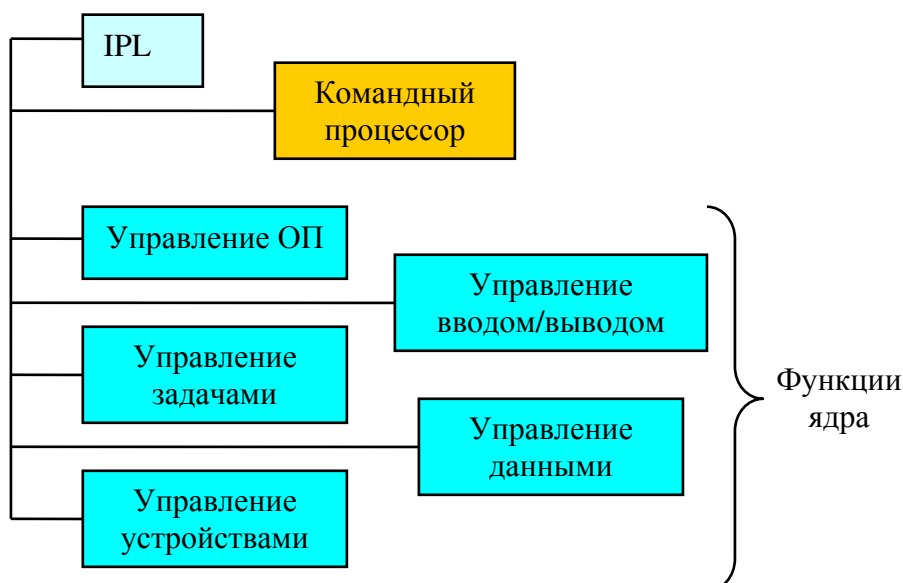 IPL
Командный
процессор
Управление ОП
Управление
вводом/выводом
Управление
задачами
Функции
ядра
Управление
данными
Управление
устройствами